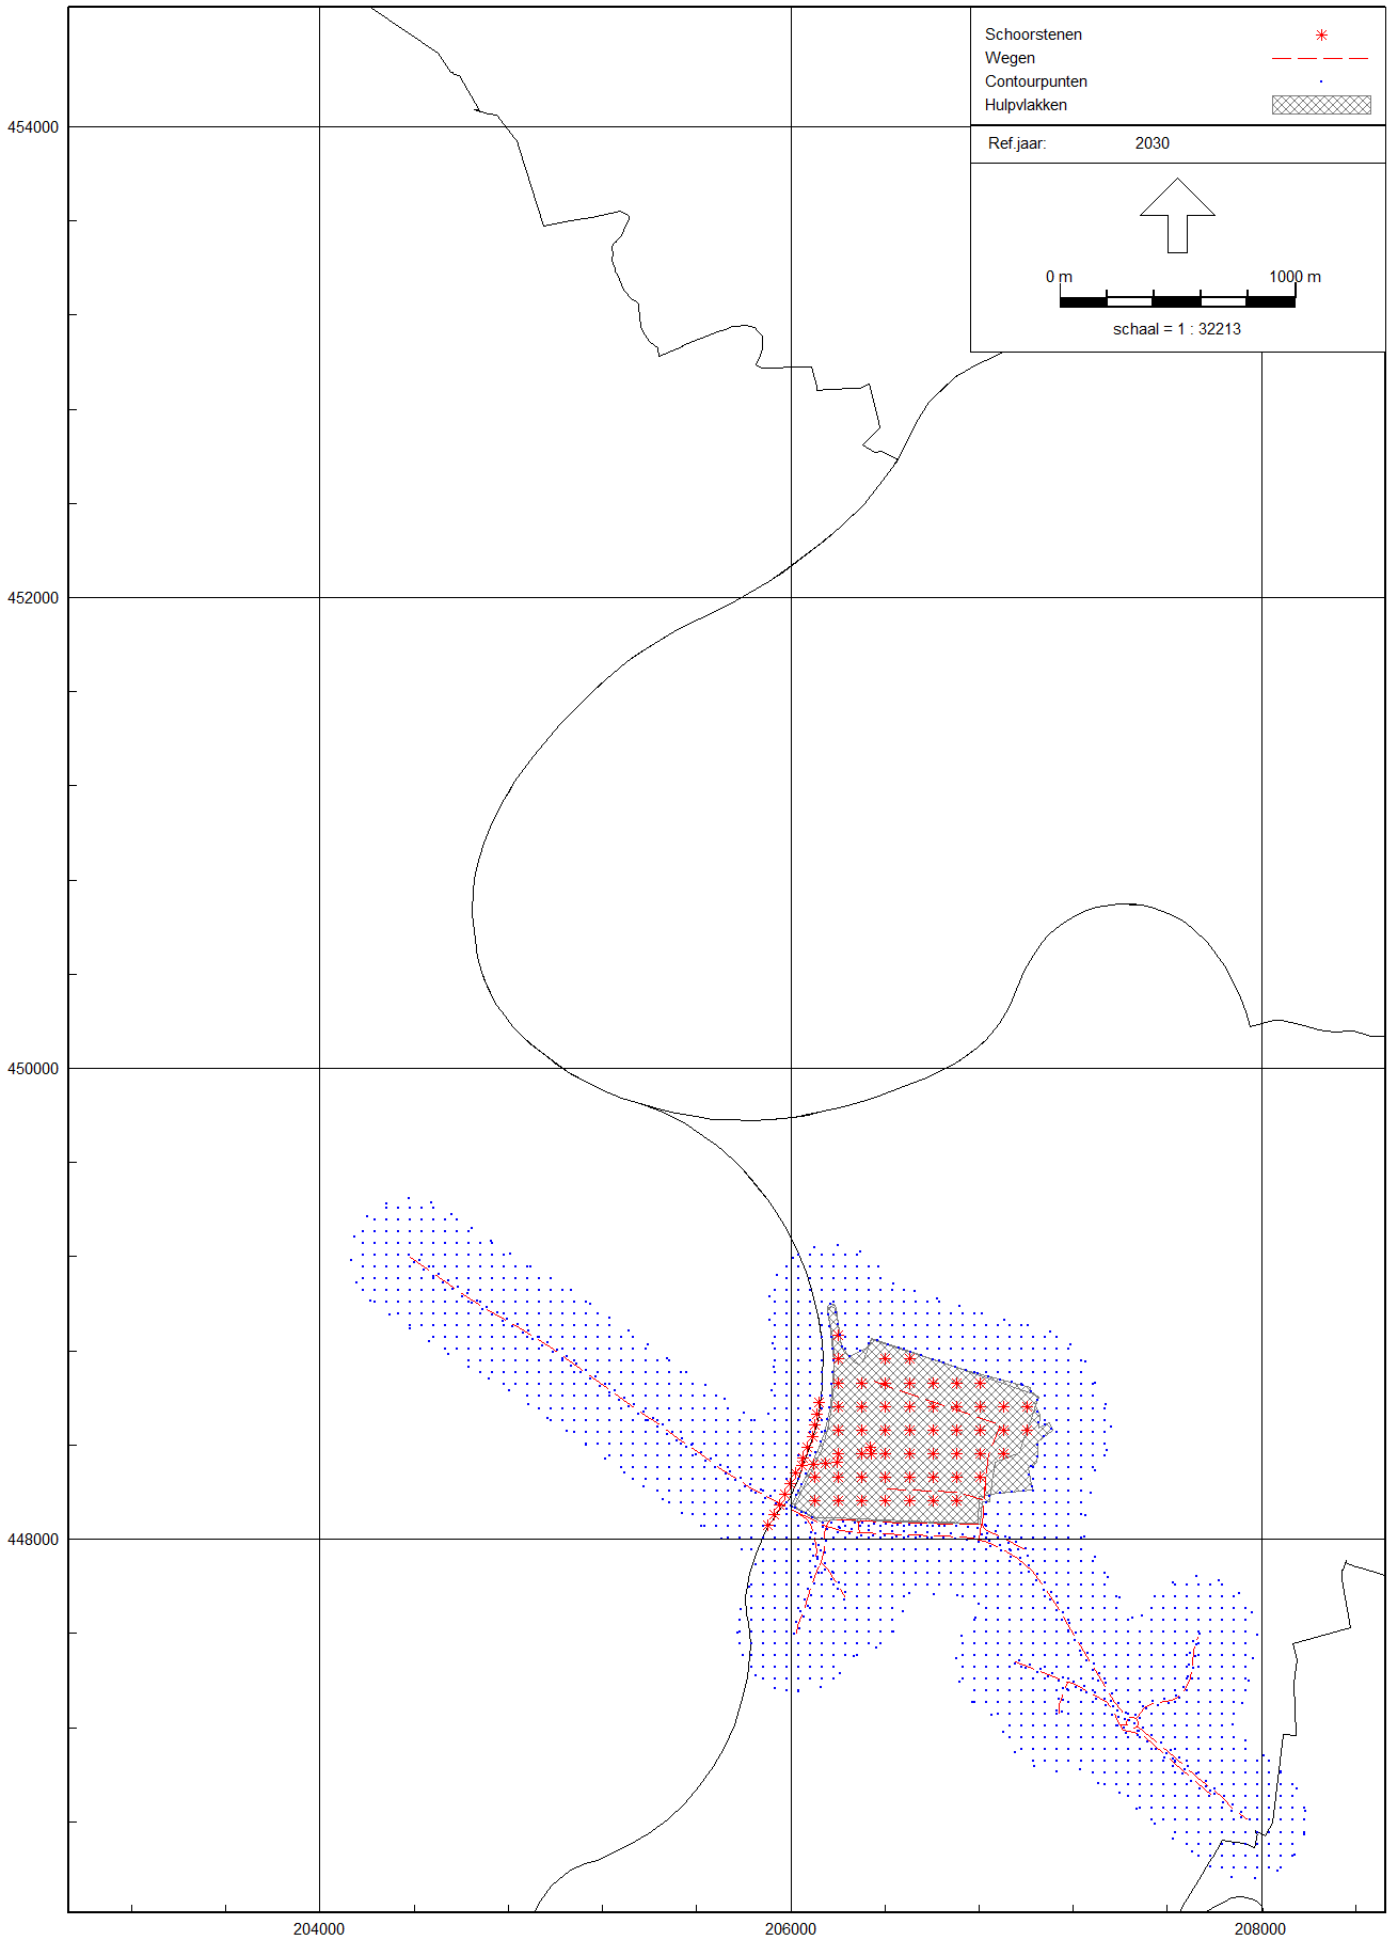 Schoorstenen
Wegen
Contourpunten
Hulpvlakken
Ref.jaar: 2030
0 m 1000 m
schaal = 1 : 32213
454000
452000
450000
448000
204000 206000 208000